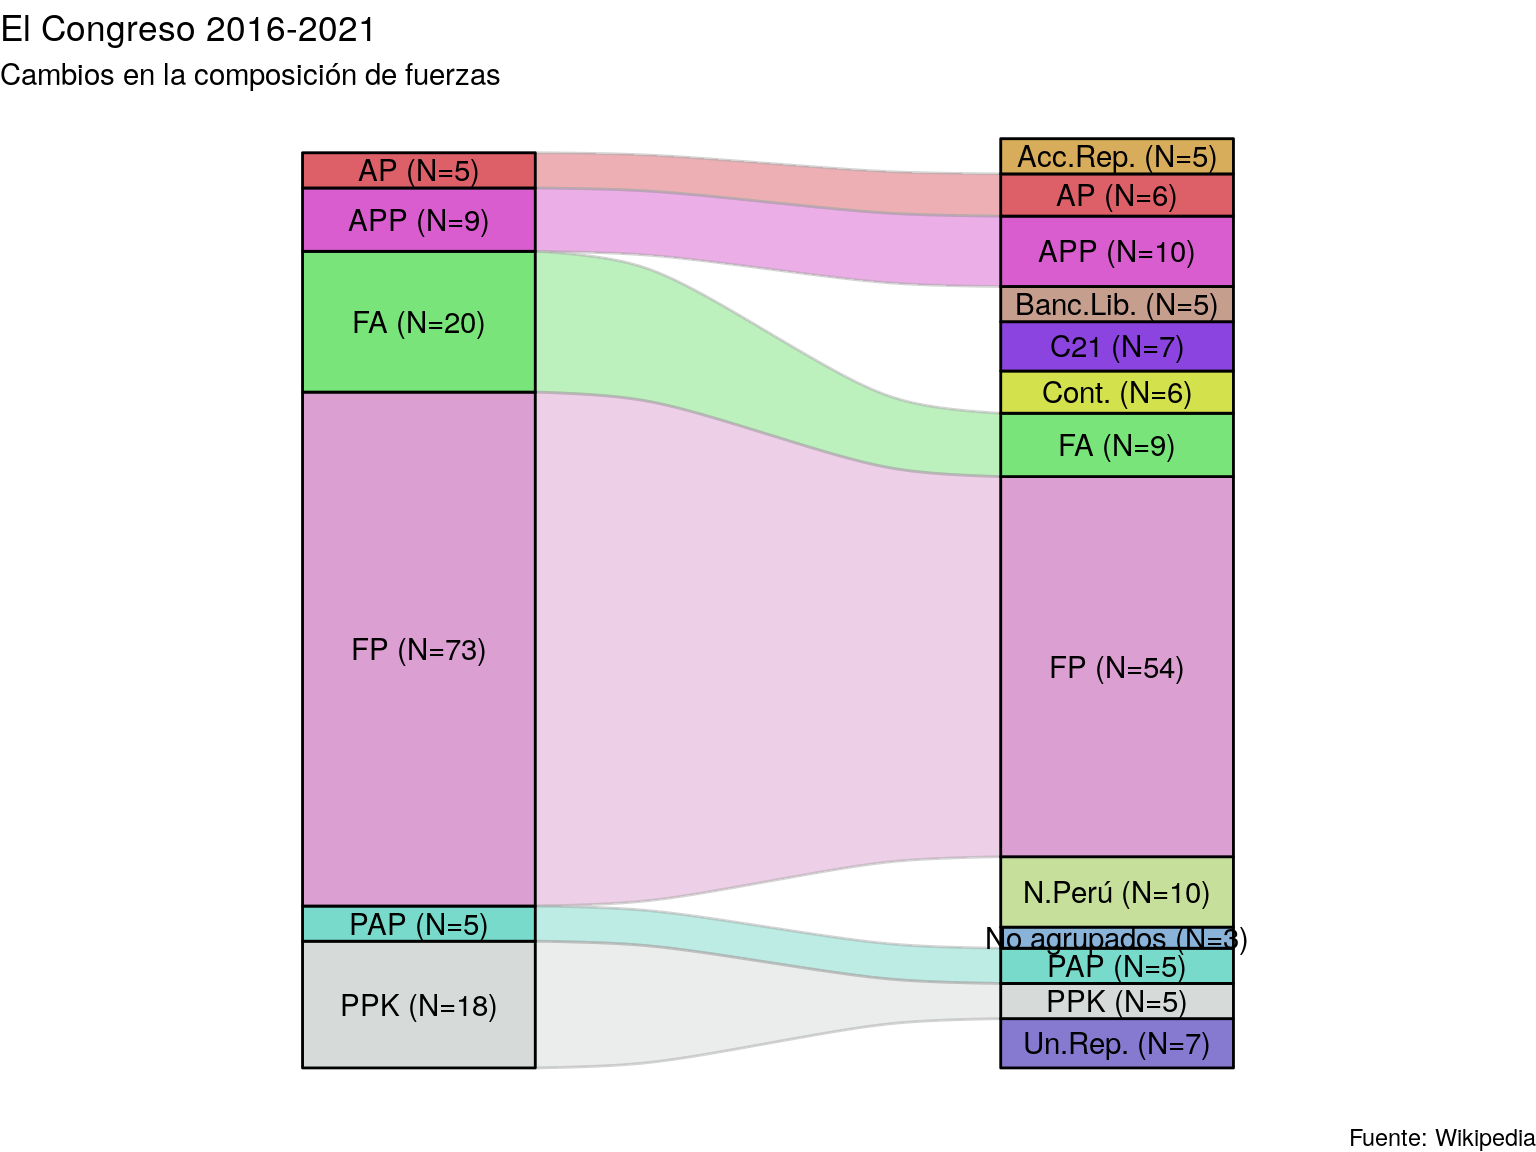 El Congreso 2016-2021
Cambios en la composición de fuerzas
AP (N=5)
APP (N=9)
FA (N=20)
FP (N=73)
PAP (N=5)
PPK (N=18)
Acc.Rep. (N=5)
AP (N=6)
APP (N=10)
Banc.Lib. (N=5)
C21 (N=7)
Cont. (N=6)
FA (N=9)
FP (N=54)
N.Perú (N=10)
No agrupados (N=3)
PAP (N=5)
PPK (N=5)
Un.Rep. (N=7)
Fuente: Wikipedia